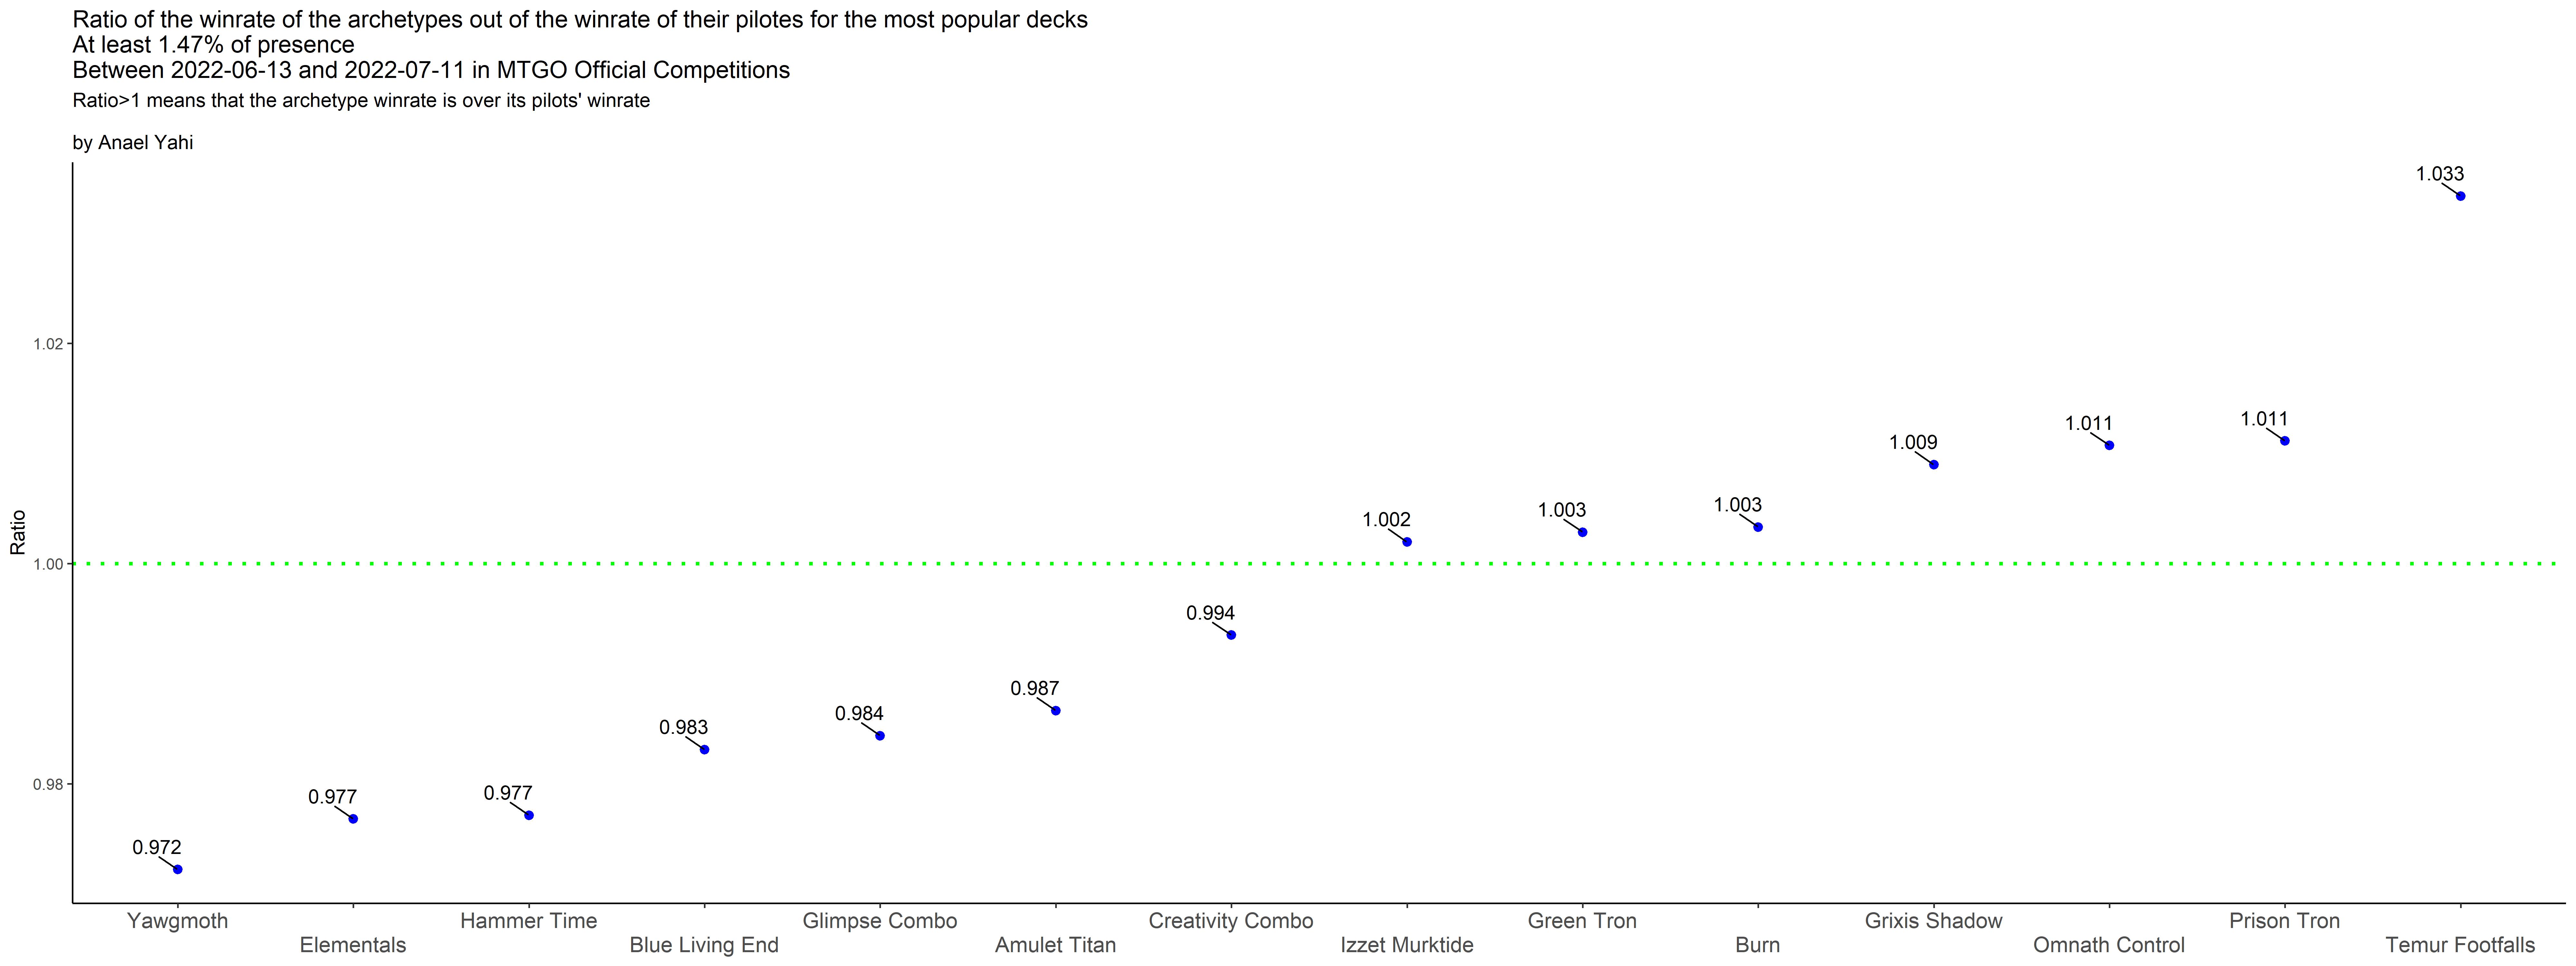 Ratio of the winrate of the archetypes out of the winrate of their pilotes for the most popular decks
At least 1.47% of presence
Between 2022-06-13 and 2022-07-11 in MTGO Official Competitions
Ratio>1 means that the archetype winrate is over its pilots' winrate
by Anael Yahi
1.033
1.02
1.011
1.011
1.009
1.003
1.003
1.002
Ratio
1.00
0.994
0.987
0.984
0.983
0.98
0.977
0.977
0.972
Yawgmoth
Elementals
Hammer Time
Blue Living End
Glimpse Combo
Amulet Titan
Creativity Combo
Izzet Murktide
Green Tron
Burn
Grixis Shadow
Omnath Control
Prison Tron
Temur Footfalls